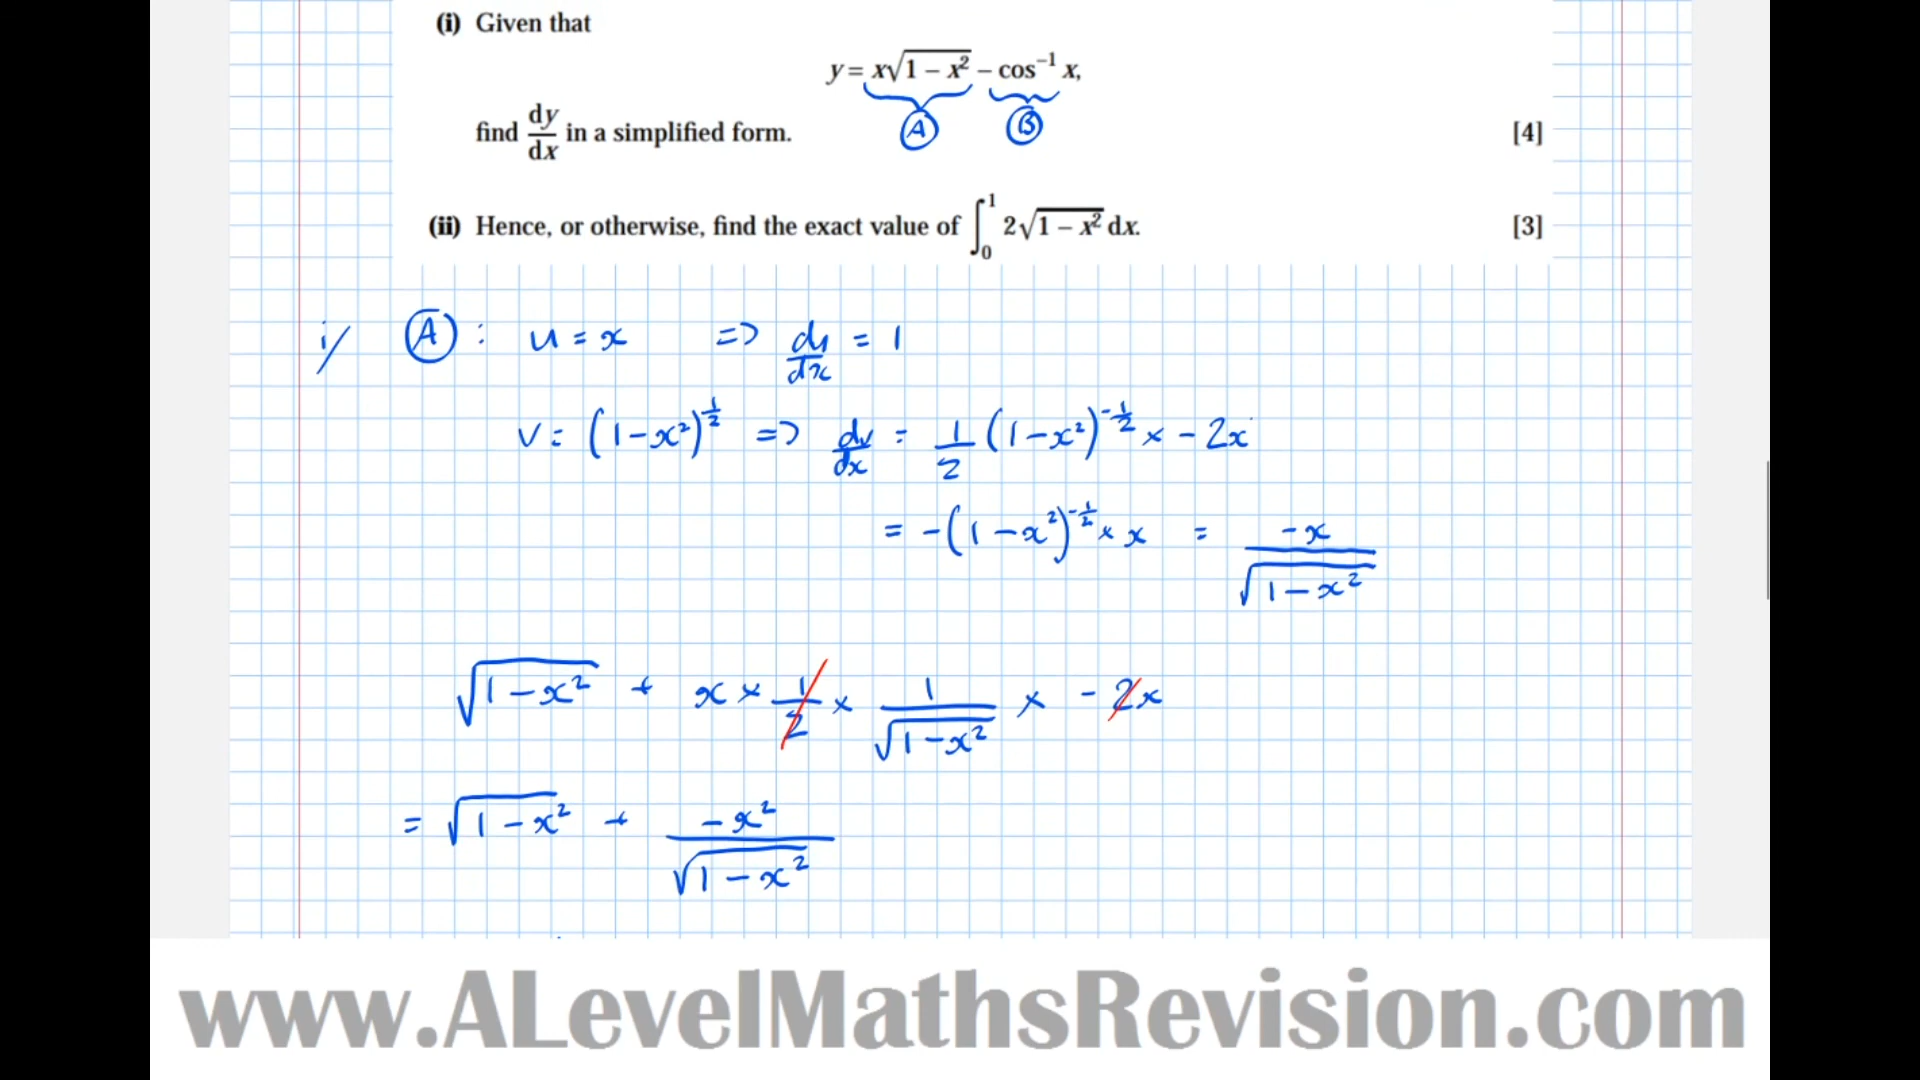 (i) Given that
y = x√(1 – x²) – cos⁻¹ x,
A B
find dy/dx in a simplified form. [4]
(ii) Hence, or otherwise, find the exact value of ∫₀¹ 2√(1 – x²) dx. [3]
i/ A : u = x => du/dx = 1
v = (1-x²)^½ => dv/dx = 1/2 (1-x²)^-½ × -2x
= -(1-x²)^-½ × x = -x/√(1-x²)
√(1-x²) + x × 1/2 × 1/√(1-x²) × -2x
= √(1-x²) + -x²/√(1-x²)
www.ALevelMathsRevision.com